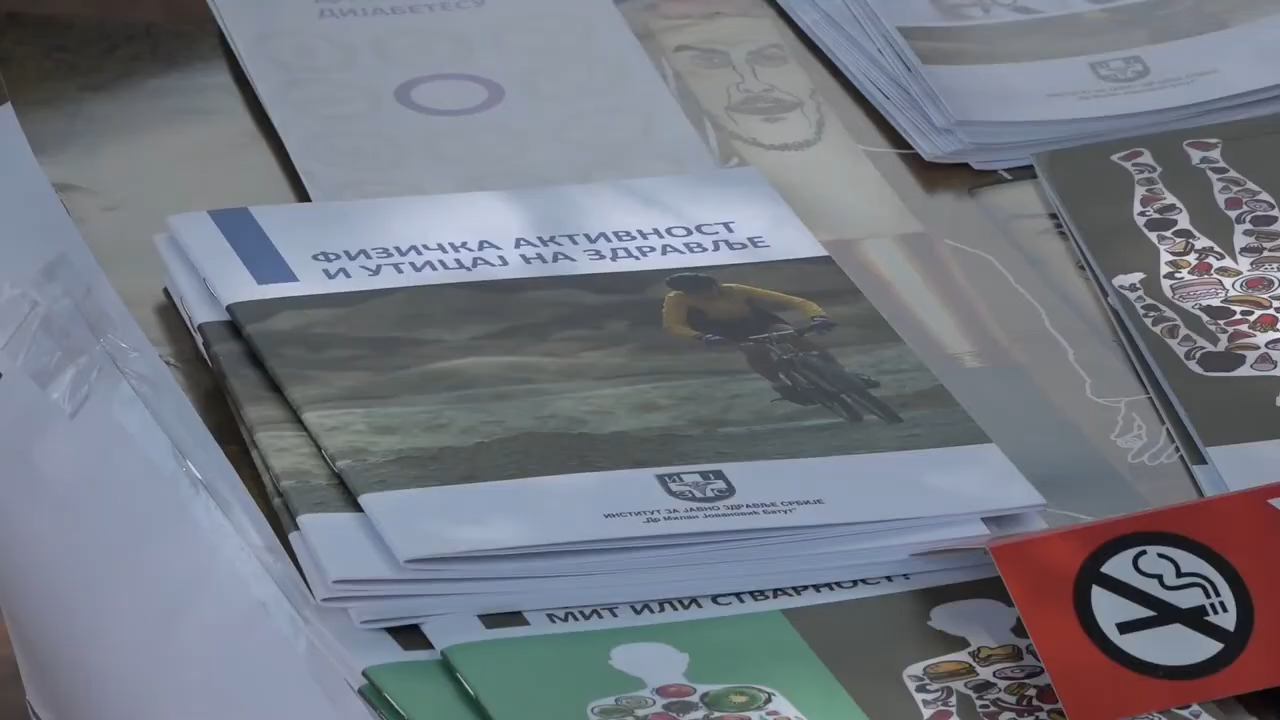 ДИЈАБЕТЕСУ
ФИЗИЧКА АКТИВНОСТ
И УТИЦАЈ НА ЗДРАВЉЕ
ИНСТИТУТ ЗА ЈАВНО ЗДРАВЉЕ СРБИЈЕ
„Др Милан Јовановић Батут"
МИТ ИЛИ СТВАРНОСТ?